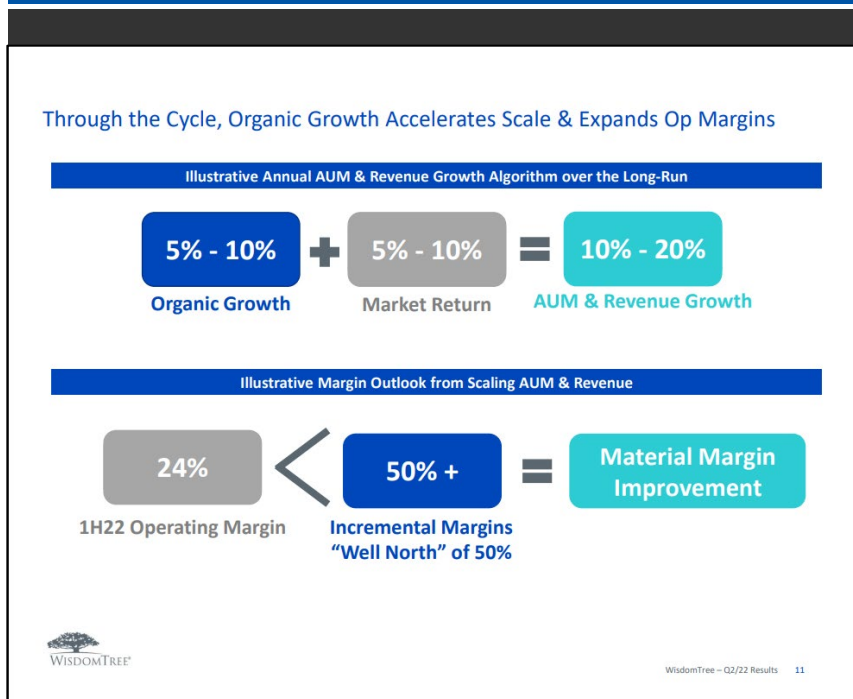 Through the Cycle, Organic Growth Accelerates Scale & Expands Op Margins
Illustrative Annual AUM & Revenue Growth Algorithm over the Long-Run
5% - 10% + 5% - 10% = 10% - 20%
Organic Growth Market Return AUM & Revenue Growth
Illustrative Margin Outlook from Scaling AUM & Revenue
24% < 50% + = Material Margin
Improvement
1H22 Operating Margin Incremental Margins
“Well North” of 50%
WISDOMTREE®
WisdomTree – Q2/22 Results 11